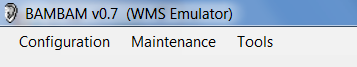 BAMBAM v0.7 (WMS Emulator)
Configuration Maintenance Tools